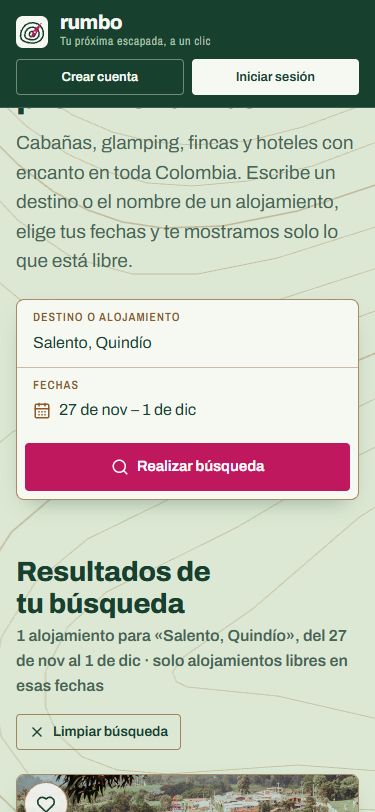 rumbo
Tu próxima escapada, a un clic
Crear cuenta
Iniciar sesión
Cabañas, glamping, fincas y hoteles con
encanto en toda Colombia. Escribe un
destino o el nombre de un alojamiento,
elige tus fechas y te mostramos solo lo
que está libre.
DESTINO O ALOJAMIENTO
Salento, Quindío
FECHAS
27 de nov – 1 de dic
Realizar búsqueda
Resultados de
tu búsqueda
1 alojamiento para «Salento, Quindío», del 27
de nov al 1 de dic · solo alojamientos libres en
esas fechas
Limpiar búsqueda